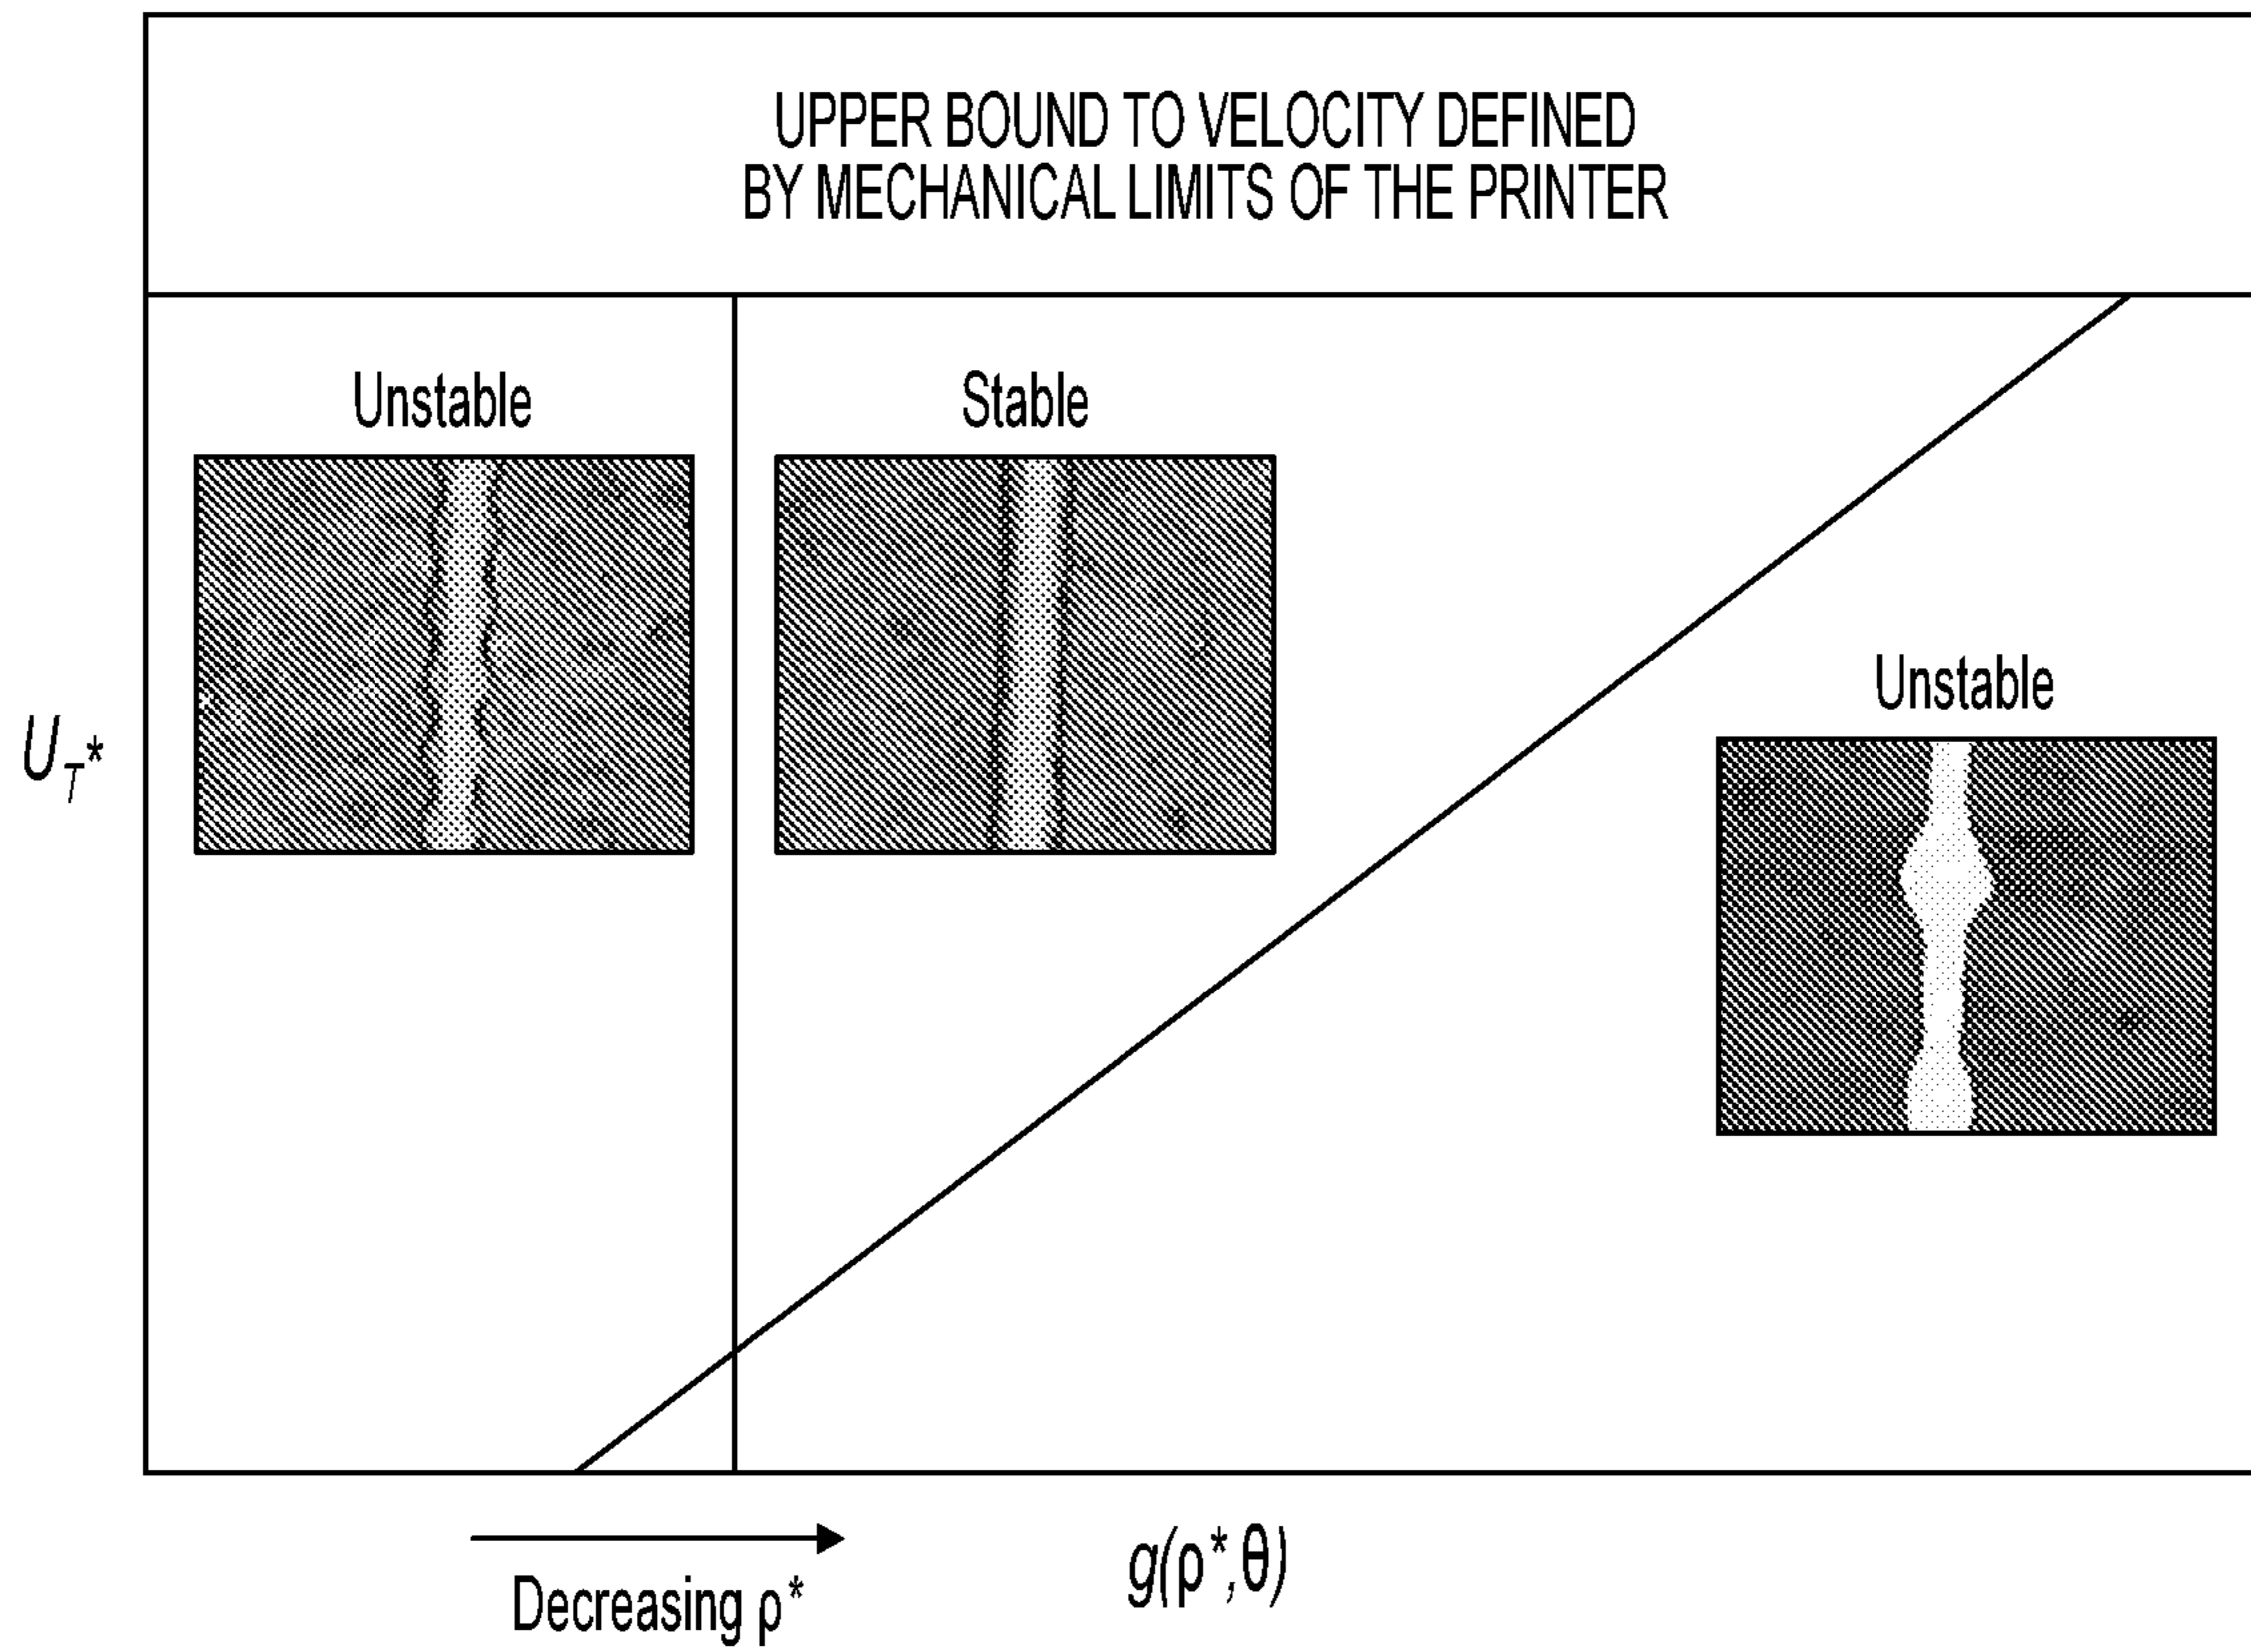 UPPER BOUND TO VELOCITY DEFINED
BY MECHANICAL LIMITS OF THE PRINTER
Unstable
Stable
Unstable
U_T*
Decreasing ρ*
g(ρ*,θ)